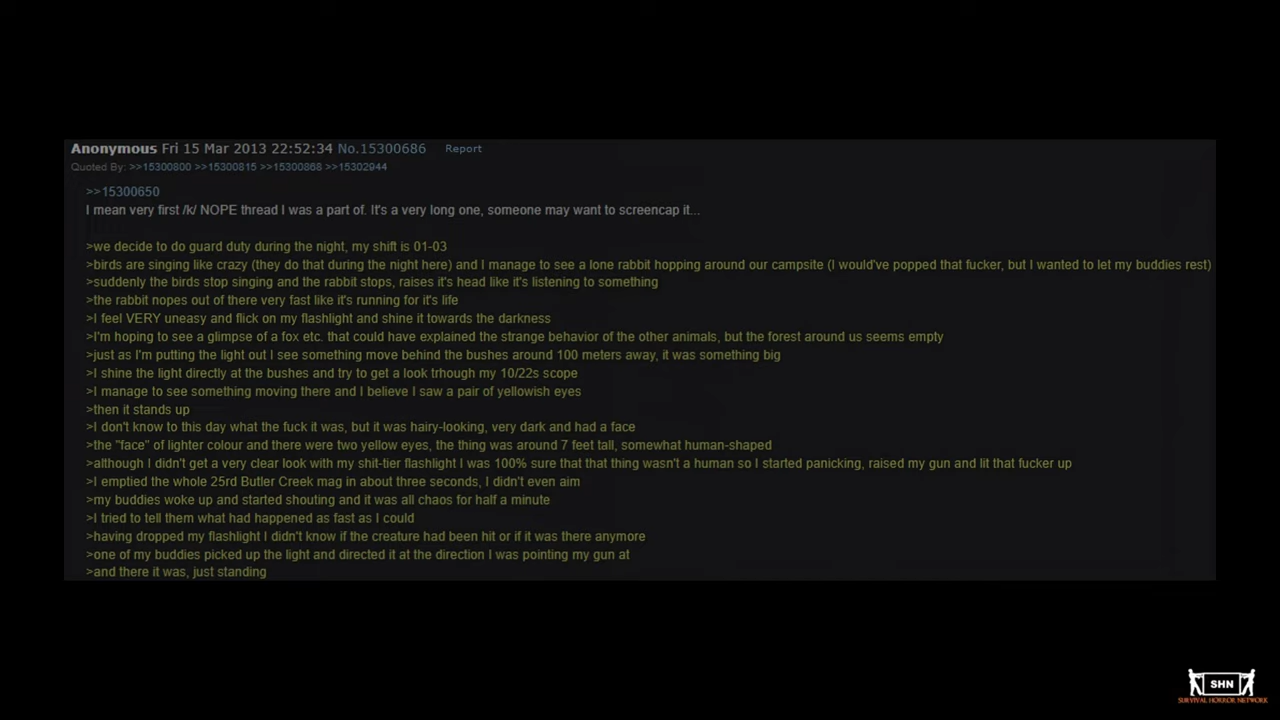 Anonymous Fri 15 Mar 2013 22:52:34 No.15300686 Report
Quoted By: >>15300800 >>15300815 >>15300868 >>15302944
>>15300650
I mean very first /k/ NOPE thread I was a part of. It's a very long one, someone may want to screencap it...
>we decide to do guard duty during the night, my shift is 01-03
>birds are singing like crazy (they do that during the night here) and I manage to see a lone rabbit hopping around our campsite (I would've popped that fucker, but I wanted to let my buddies rest)
>suddenly the birds stop singing and the rabbit stops, raises it's head like it's listening to something
>the rabbit nopes out of there very fast like it's running for it's life
>I feel VERY uneasy and flick on my flashlight and shine it towards the darkness
>I'm hoping to see a glimpse of a fox etc. that could have explained the strange behavior of the other animals, but the forest around us seems empty
>just as I'm putting the light out I see something move behind the bushes around 100 meters away, it was something big
>I shine the light directly at the bushes and try to get a look trhough my 10/22s scope
>I manage to see something moving there and I believe I saw a pair of yellowish eyes
>then it stands up
>I don't know to this day what the fuck it was, but it was hairy-looking, very dark and had a face
>the "face" of lighter colour and there were two yellow eyes, the thing was around 7 feet tall, somewhat human-shaped
>although I didn't get a very clear look with my shit-tier flashlight I was 100% sure that that thing wasn't a human so I started panicking, raised my gun and lit that fucker up
>I emptied the whole 25rd Butler Creek mag in about three seconds, I didn't even aim
>my buddies woke up and started shouting and it was all chaos for half a minute
>I tried to tell them what had happened as fast as I could
>having dropped my flashlight I didn't know if the creature had been hit or if it was there anymore
>one of my buddies picked up the light and directed it at the direction I was pointing my gun at
>and there it was, just standing
SHN
SURVIVAL HORROR NETWORK